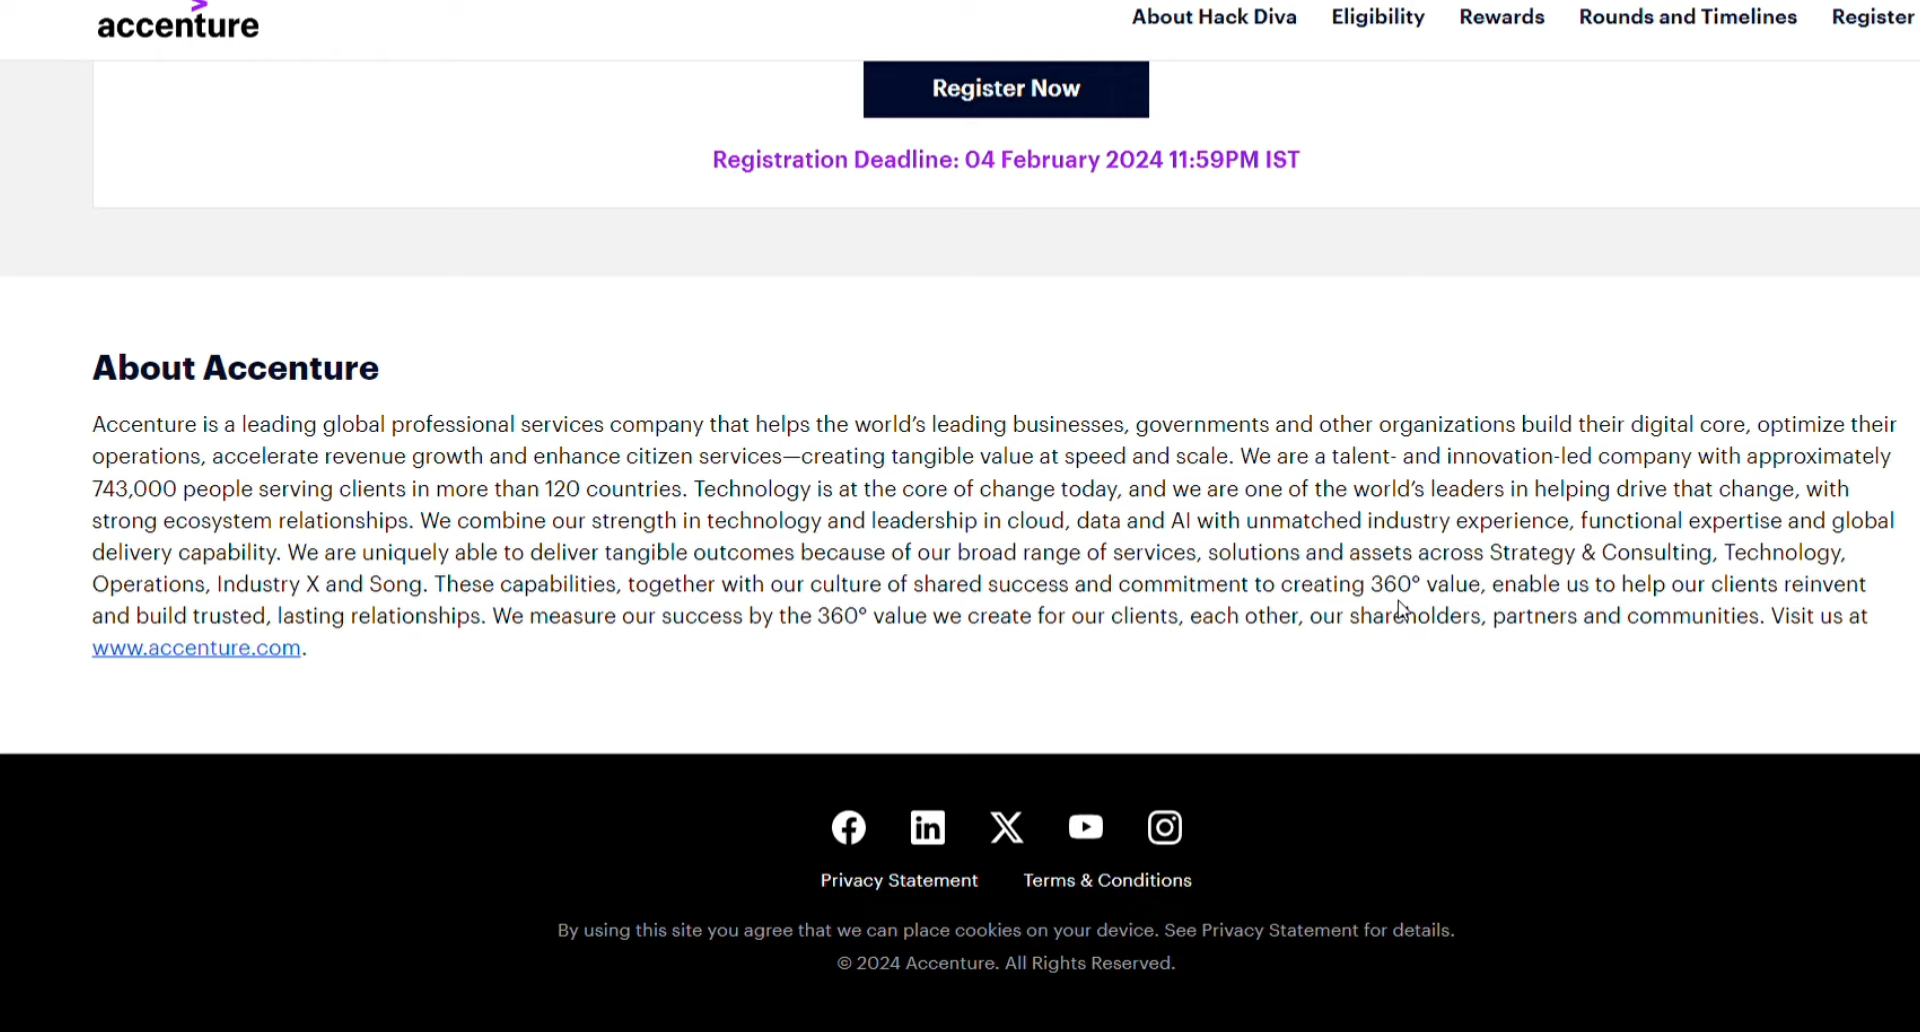 accenture
About Hack Diva Eligibility Rewards Rounds and Timelines Register
Register Now
Registration Deadline: 04 February 2024 11:59PM IST
About Accenture
Accenture is a leading global professional services company that helps the world’s leading businesses, governments and other organizations build their digital core, optimize their
operations, accelerate revenue growth and enhance citizen services—creating tangible value at speed and scale. We are a talent- and innovation-led company with approximately
743,000 people serving clients in more than 120 countries. Technology is at the core of change today, and we are one of the world’s leaders in helping drive that change, with
strong ecosystem relationships. We combine our strength in technology and leadership in cloud, data and AI with unmatched industry experience, functional expertise and global
delivery capability. We are uniquely able to deliver tangible outcomes because of our broad range of services, solutions and assets across Strategy & Consulting, Technology,
Operations, Industry X and Song. These capabilities, together with our culture of shared success and commitment to creating 360° value, enable us to help our clients reinvent
and build trusted, lasting relationships. We measure our success by the 360° value we create for our clients, each other, our shareholders, partners and communities. Visit us at
www.accenture.com.
Privacy Statement Terms & Conditions
By using this site you agree that we can place cookies on your device. See Privacy Statement for details.
© 2024 Accenture. All Rights Reserved.